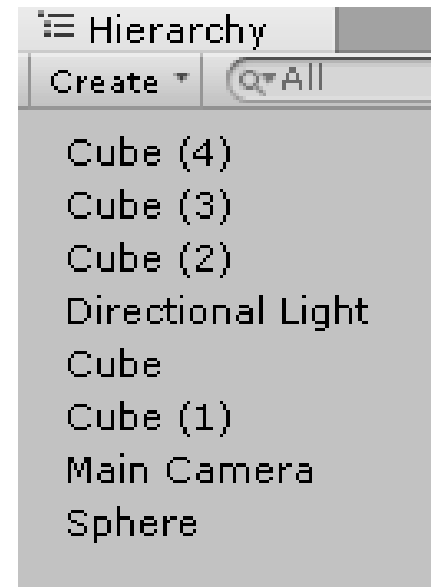 Hierarchy
Create All
Cube (4)
Cube (3)
Cube (2)
Directional Light
Cube
Cube (1)
Main Camera
Sphere